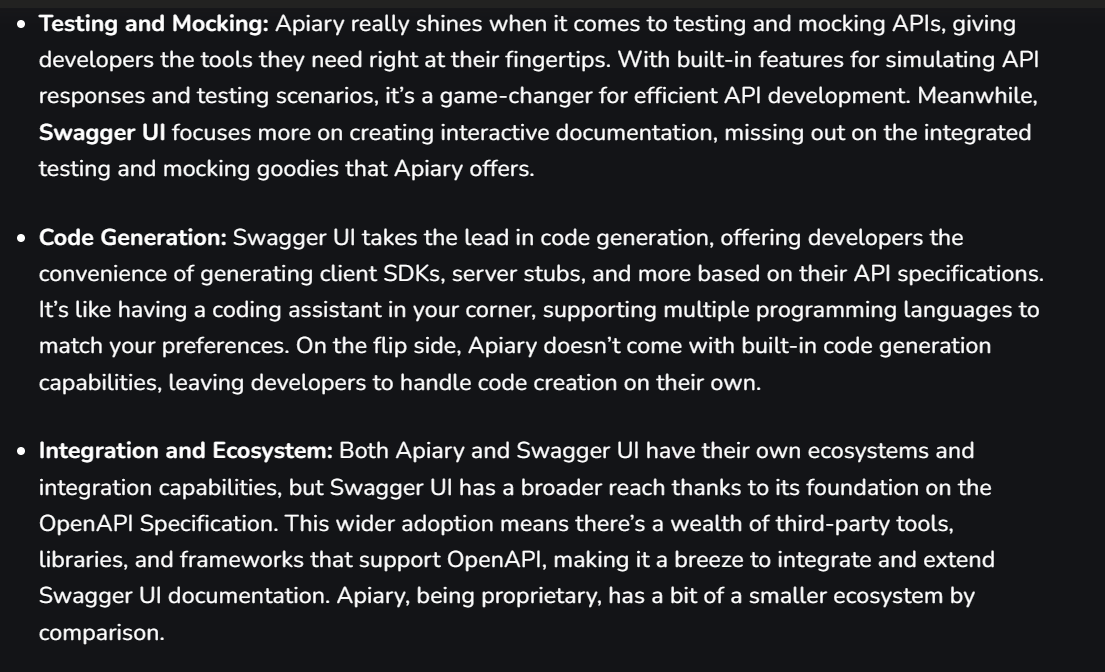 • Testing and Mocking: Apiary really shines when it comes to testing and mocking APIs, giving
developers the tools they need right at their fingertips. With built-in features for simulating API
responses and testing scenarios, it’s a game-changer for efficient API development. Meanwhile,
Swagger UI focuses more on creating interactive documentation, missing out on the integrated
testing and mocking goodies that Apiary offers.
• Code Generation: Swagger UI takes the lead in code generation, offering developers the
convenience of generating client SDKs, server stubs, and more based on their API specifications.
It’s like having a coding assistant in your corner, supporting multiple programming languages to
match your preferences. On the flip side, Apiary doesn’t come with built-in code generation
capabilities, leaving developers to handle code creation on their own.
• Integration and Ecosystem: Both Apiary and Swagger UI have their own ecosystems and
integration capabilities, but Swagger UI has a broader reach thanks to its foundation on the
OpenAPI Specification. This wider adoption means there’s a wealth of third-party tools,
libraries, and frameworks that support OpenAPI, making it a breeze to integrate and extend
Swagger UI documentation. Apiary, being proprietary, has a bit of a smaller ecosystem by
comparison.